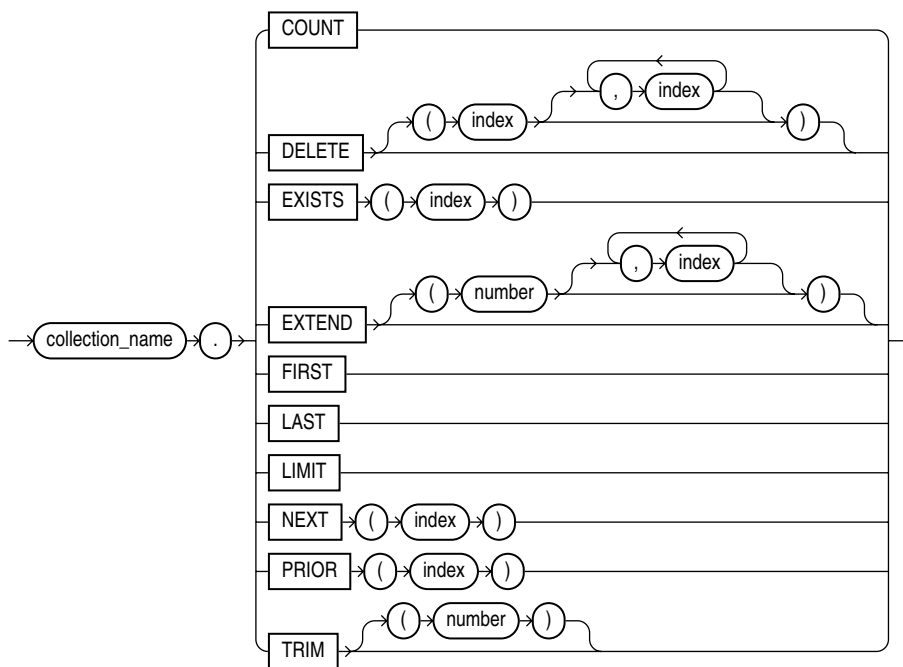 COUNT
, index
DELETE ( index )
EXISTS ( index )
, index
EXTEND ( number )
collection_name .
FIRST
LAST
LIMIT
NEXT ( index )
PRIOR ( index )
TRIM ( number )